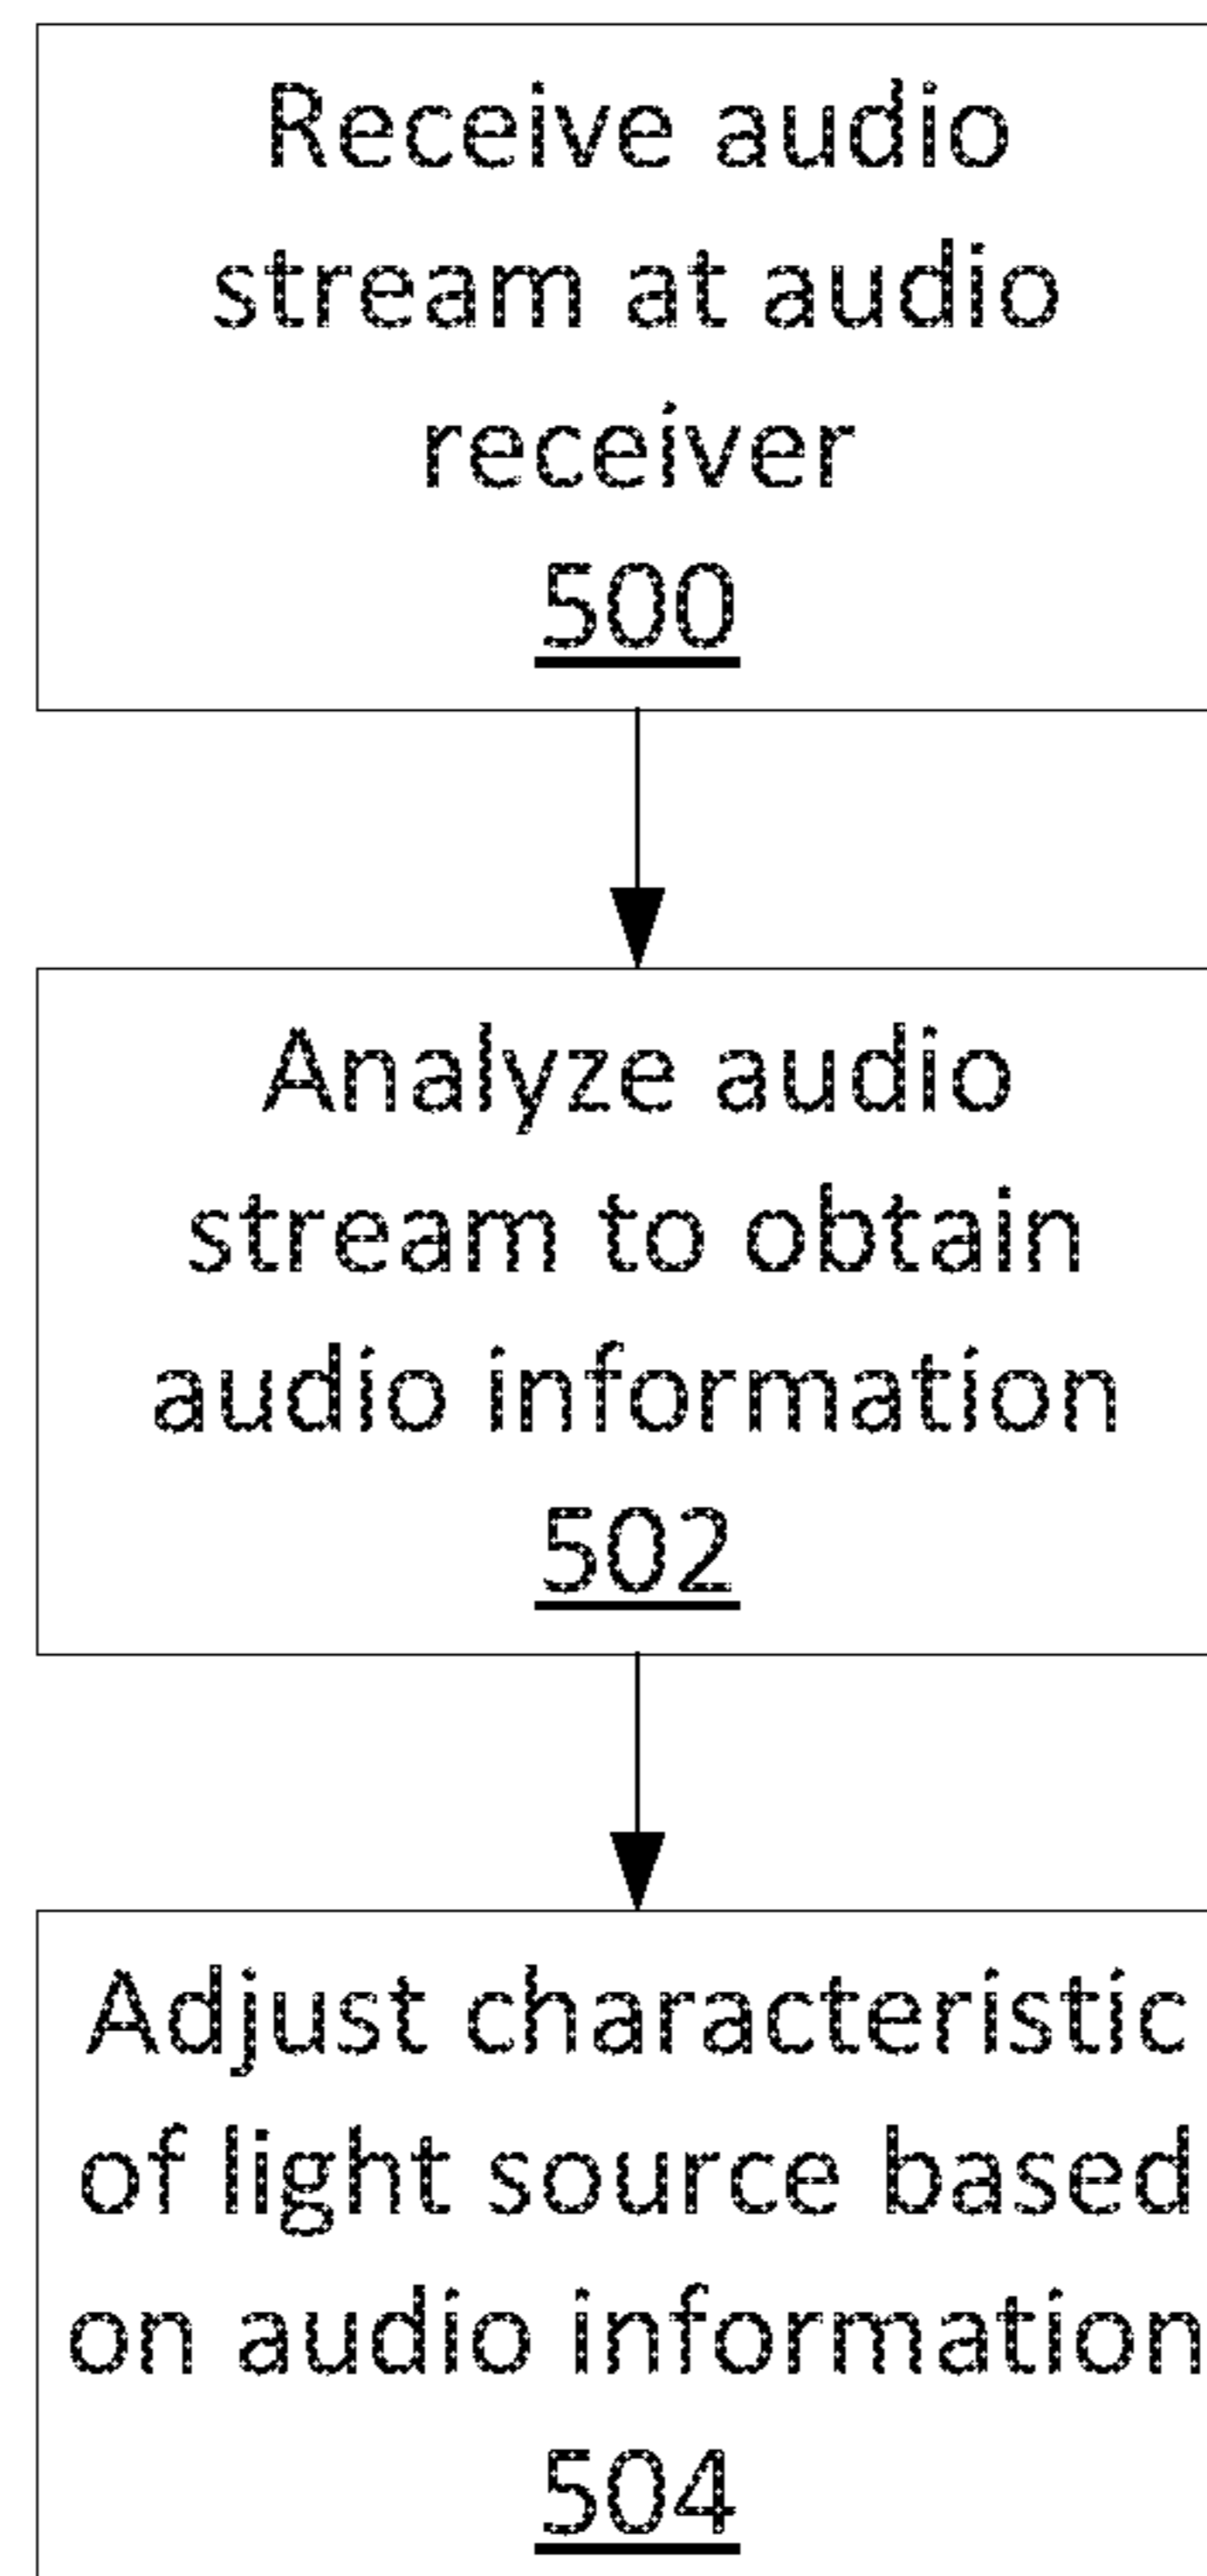 Receive audio
stream at audio
receiver
500
Analyze audio
stream to obtain
audio information
502
Adjust characteristic
of light source based
on audio information
504